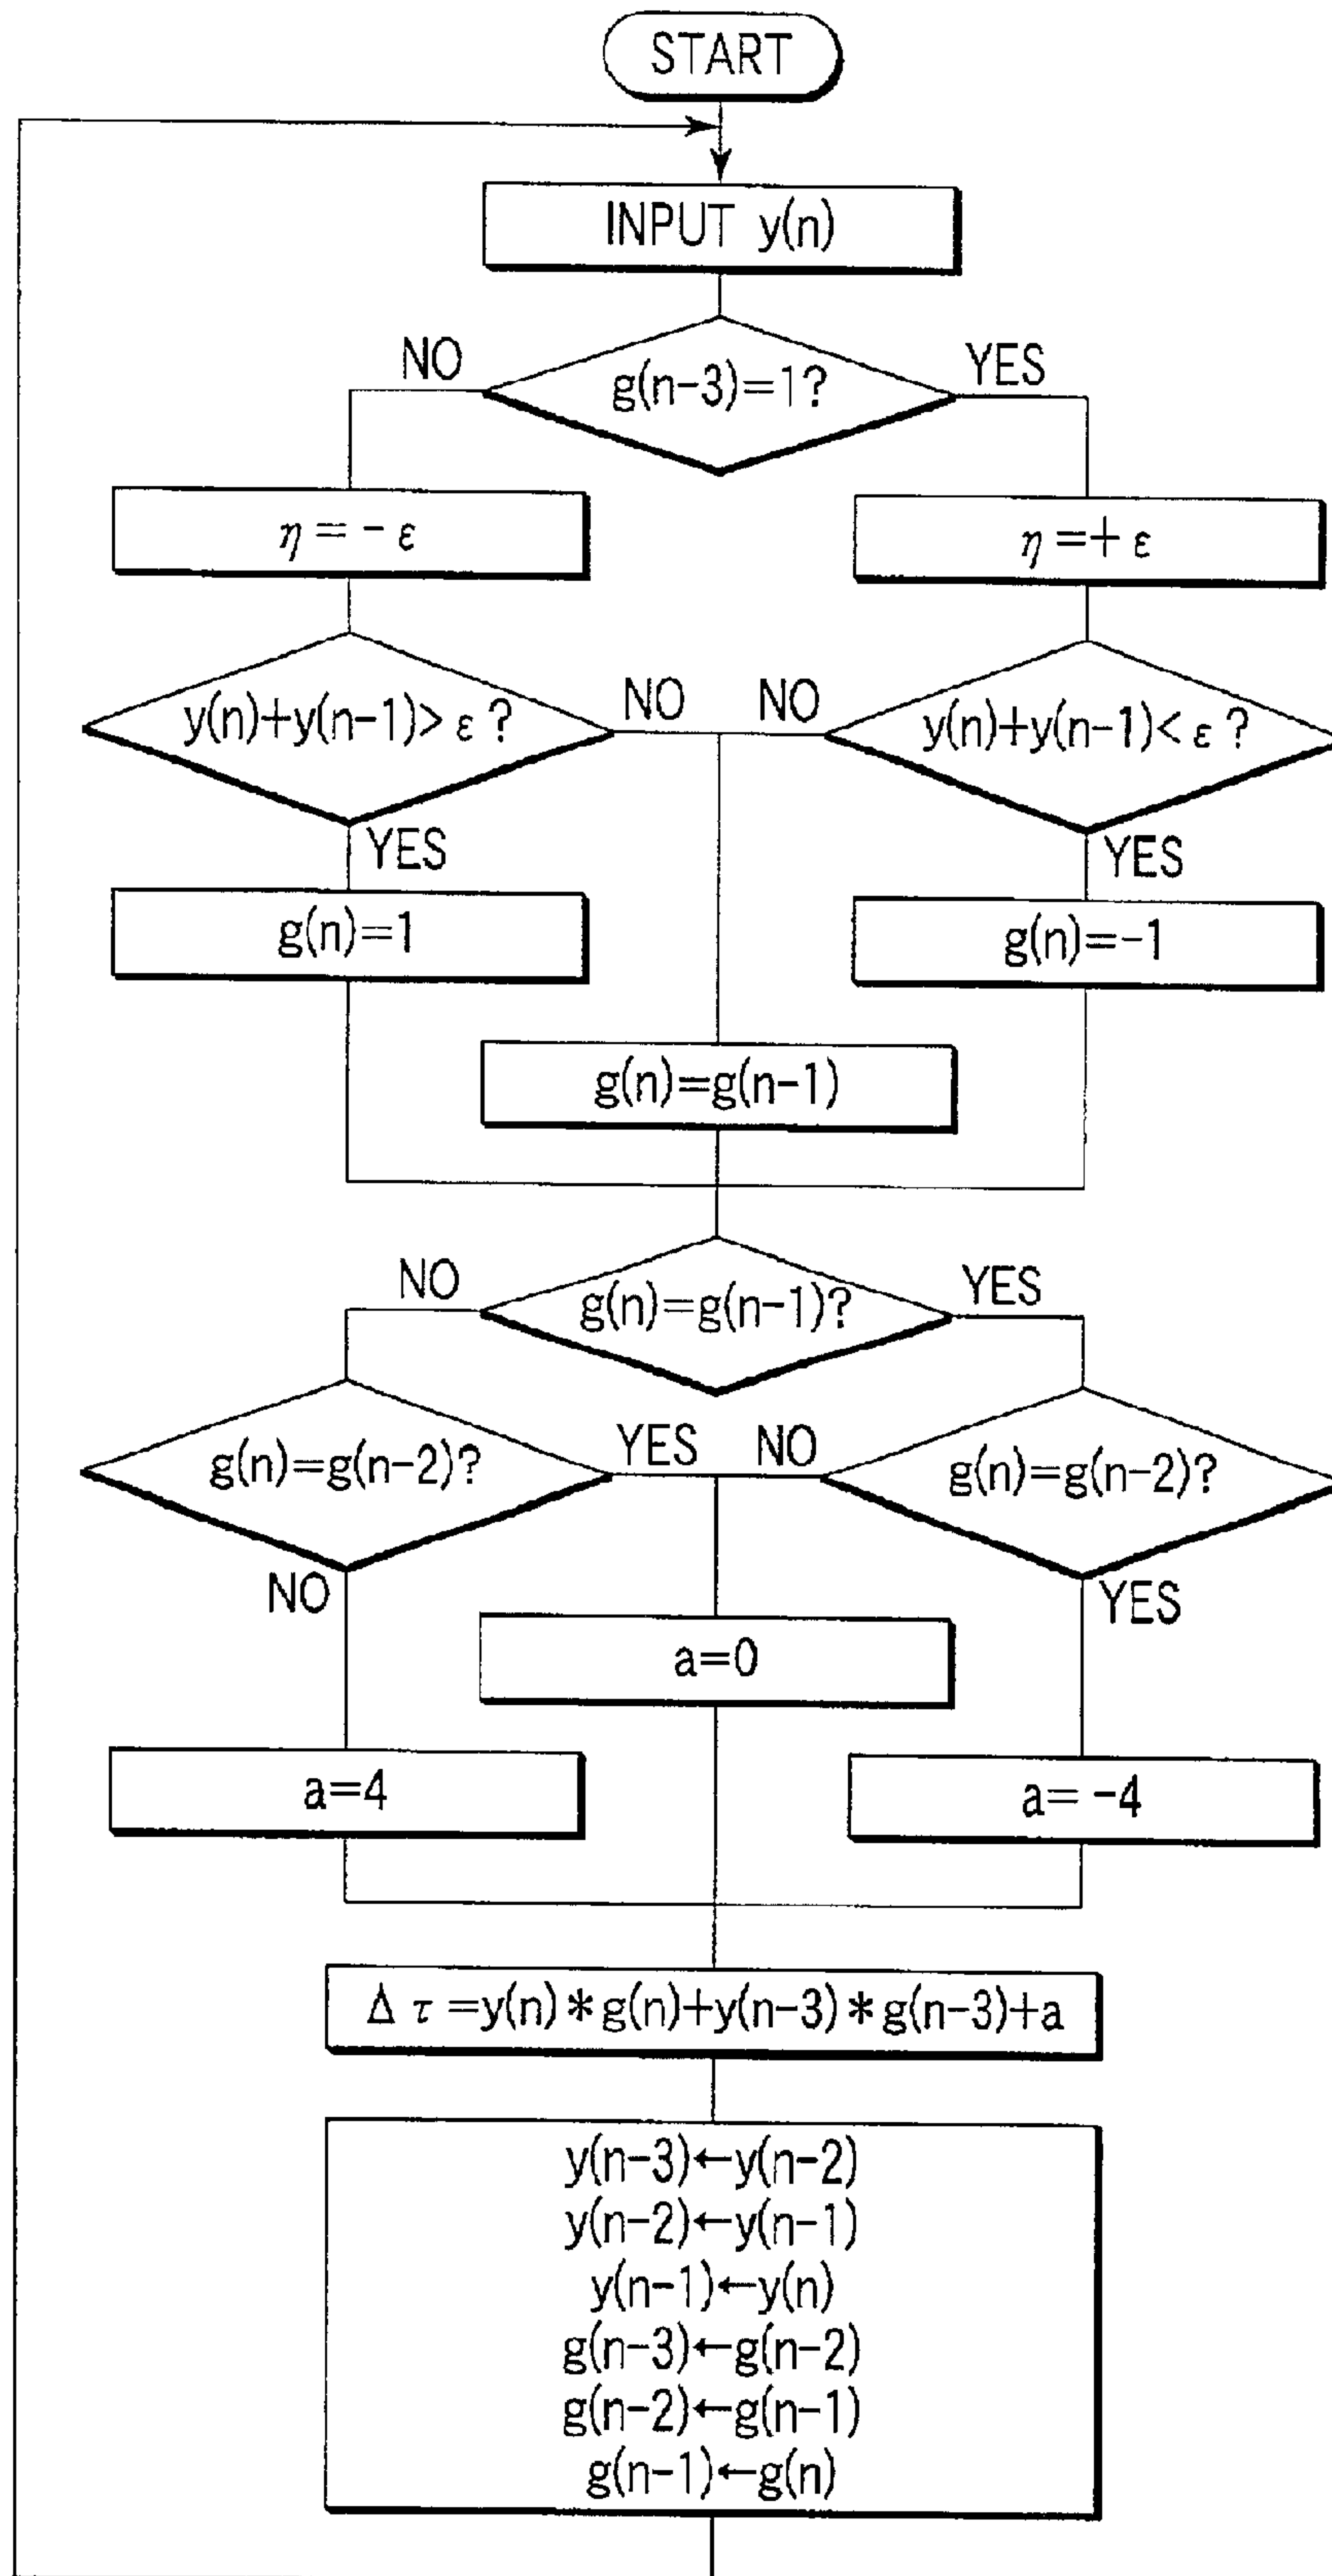 START
INPUT y(n)
NO
YES
g(n-3)=1?
η=-ε
η=+ε
y(n)+y(n-1)>ε?
NO
NO
y(n)+y(n-1)<ε?
YES
YES
g(n)=1
g(n)=-1
g(n)=g(n-1)
NO
YES
g(n)=g(n-1)?
g(n)=g(n-2)?
YES
NO
g(n)=g(n-2)?
NO
YES
a=0
a=4
a=-4
Δτ=y(n)*g(n)+y(n-3)*g(n-3)+a
y(n-3)←y(n-2)
y(n-2)←y(n-1)
y(n-1)←y(n)
g(n-3)←g(n-2)
g(n-2)←g(n-1)
g(n-1)←g(n)